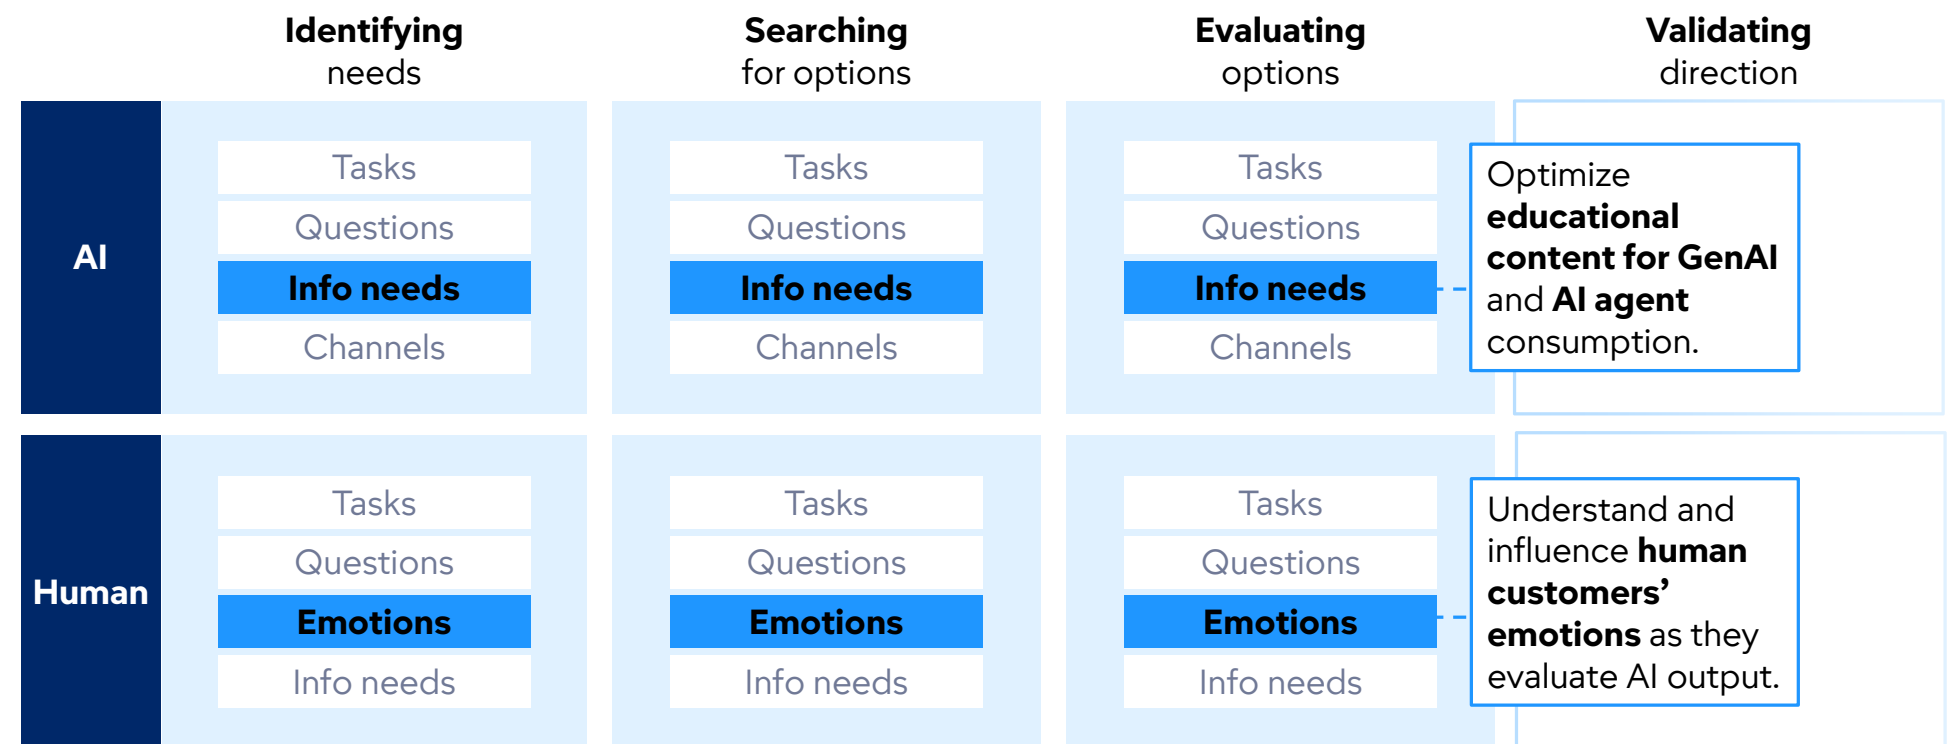 Identifying
needs
Searching
for options
Evaluating
options
Validating
direction
AI
Tasks
Questions
Info needs
Channels
Tasks
Questions
Info needs
Channels
Tasks
Questions
Info needs
Channels
Optimize
educational
content for GenAI
and AI agent
consumption.
Human
Tasks
Questions
Emotions
Info needs
Tasks
Questions
Emotions
Info needs
Tasks
Questions
Emotions
Info needs
Understand and
influence human
customers’
emotions as they
evaluate AI output.